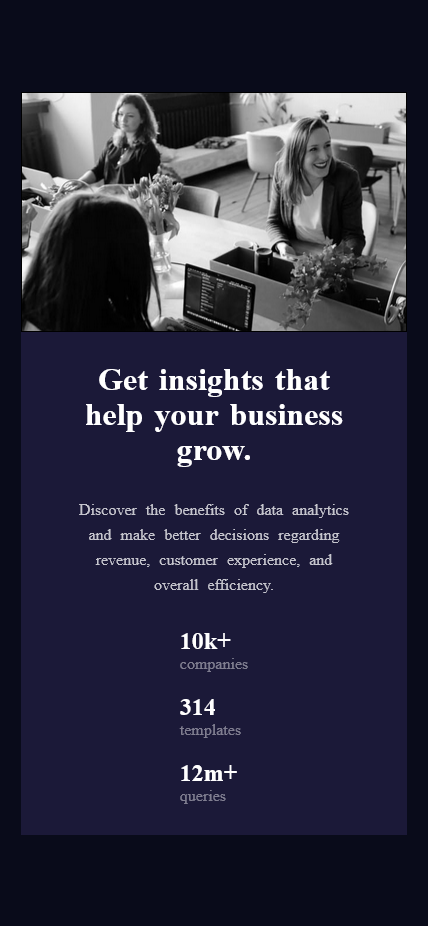 Get insights that
help your business
grow.
Discover the benefits of data analytics
and make better decisions regarding
revenue, customer experience, and
overall efficiency.
10k+
companies
314
templates
12m+
queries